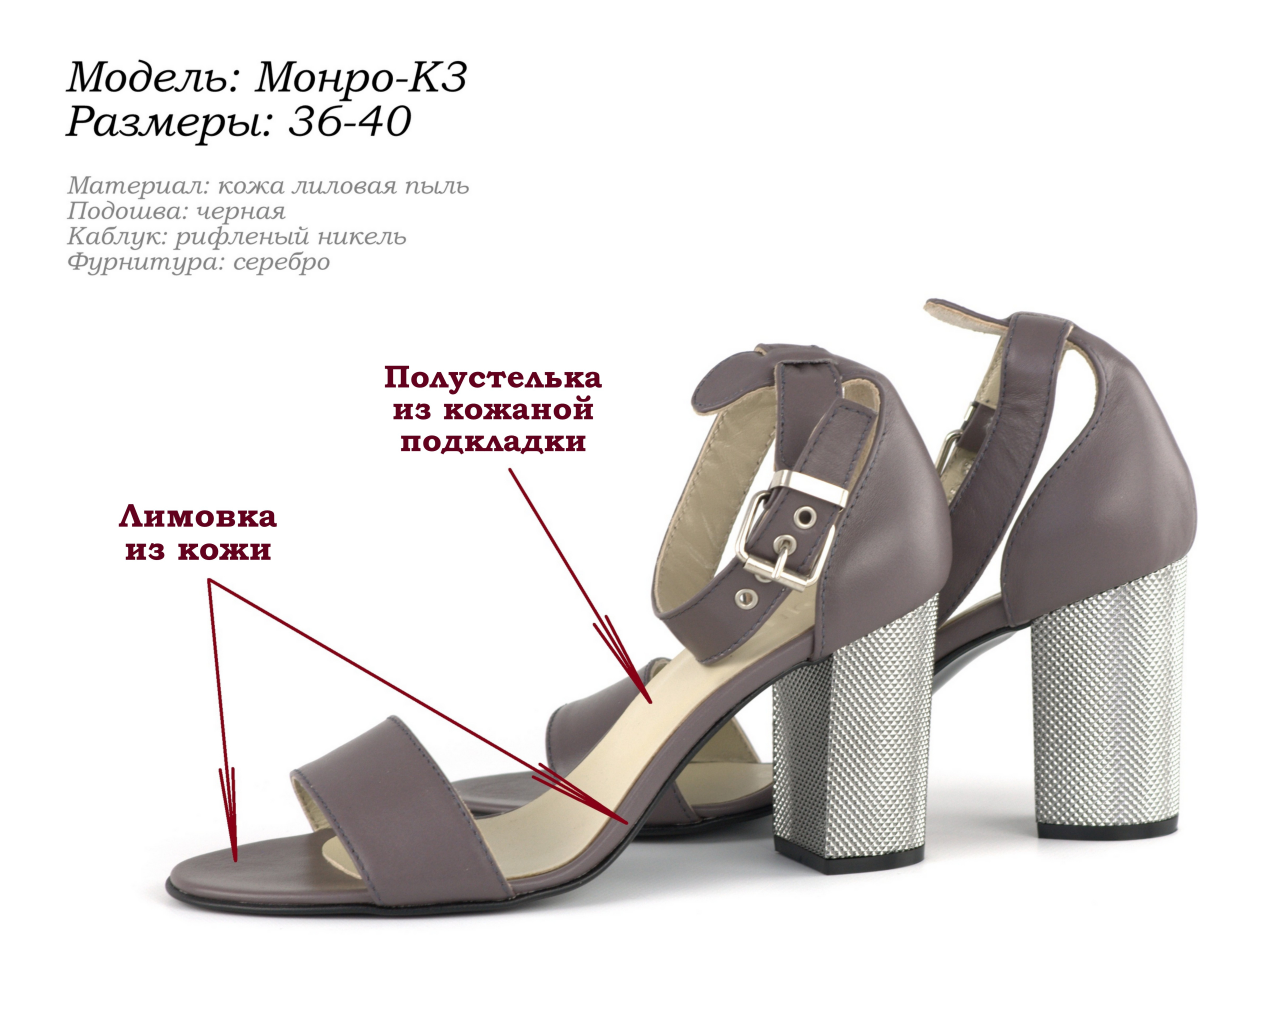 Модель: Монро-К3
Размеры: 36-40
Материал: кожа лиловая пыль
Подошва: черная
Каблук: рифленый никель
Фурнитура: серебро
Полустелька
из кожаной
подкладки
Лимовка
из кожи